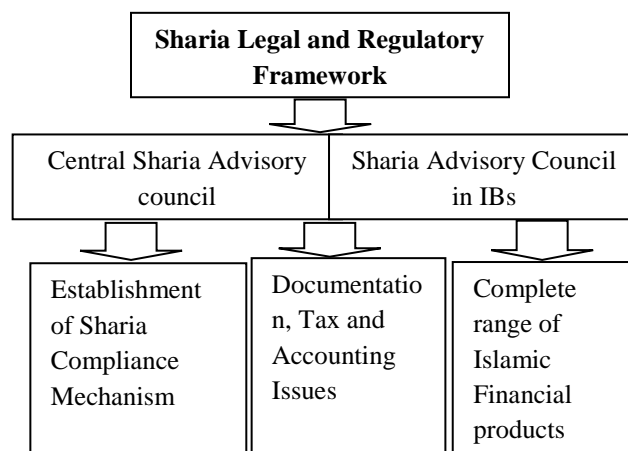 Sharia Legal and Regulatory
Framework
Central Sharia Advisory
council
Sharia Advisory Council
in IBs
Establishment
of Sharia
Compliance
Mechanism
Documentatio
n, Tax and
Accounting
Issues
Complete
range of
Islamic
Financial
products